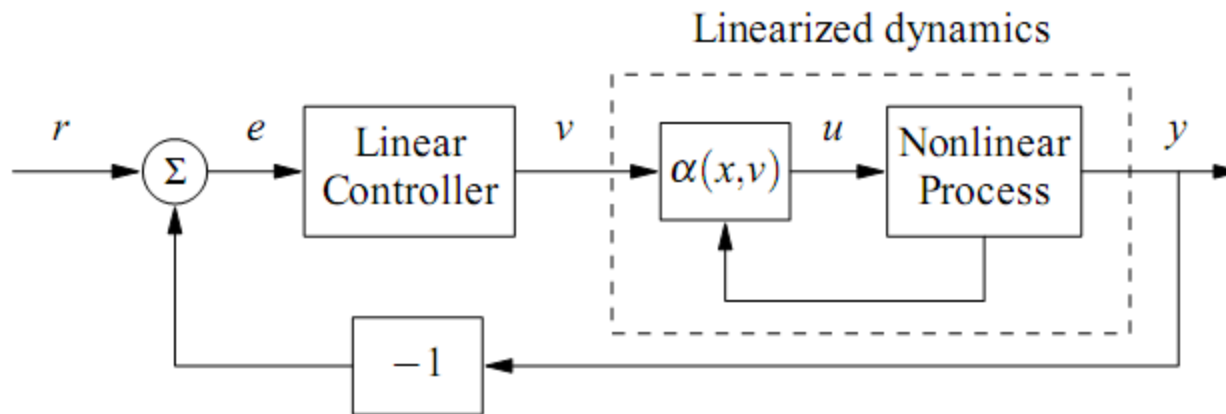 Linearized dynamics
r
Σ
e
Linear
Controller
v
α(x,v)
u
Nonlinear
Process
y
−1